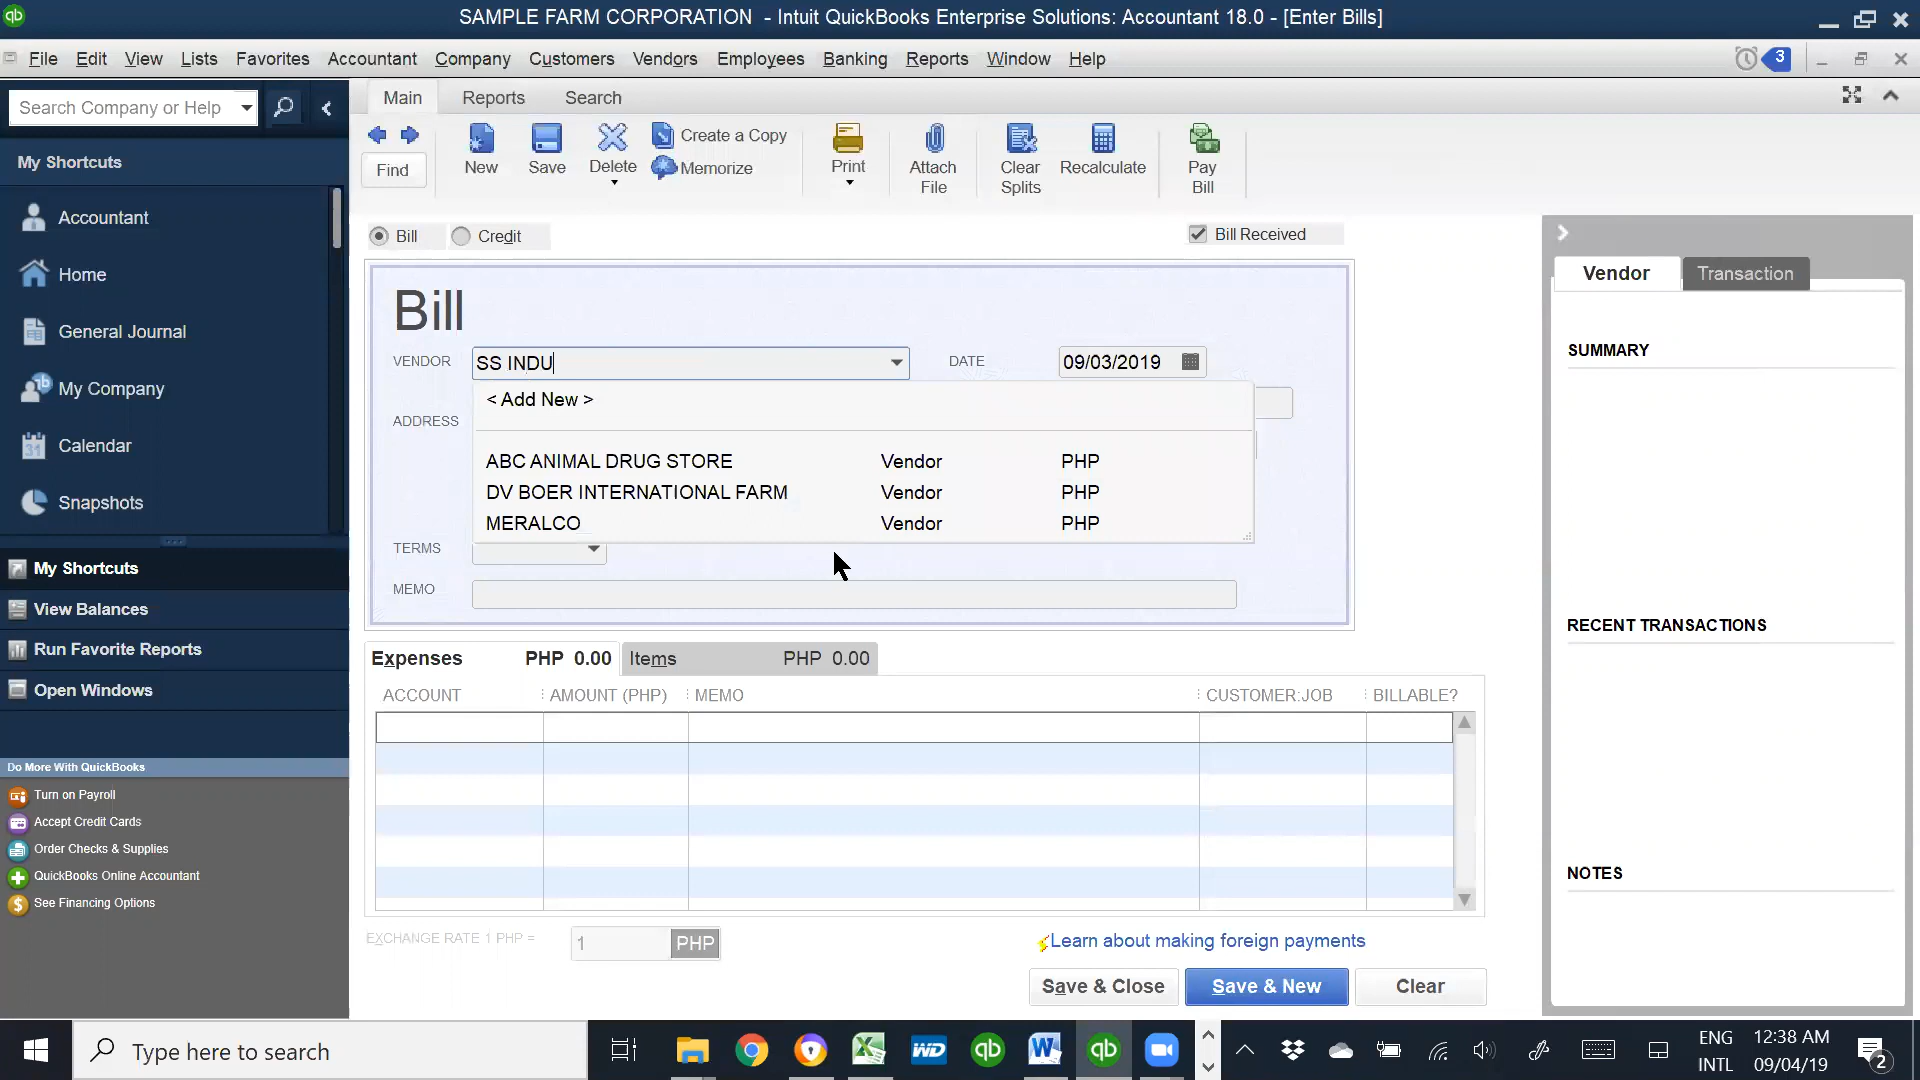 SAMPLE FARM CORPORATION - Intuit QuickBooks Enterprise Solutions: Accountant 18.0 - [Enter Bills]
File Edit View Lists Favorites Accountant Company Customers Vendors Employees Banking Reports Window Help 3
Search Company or Help
Main Reports Search
Find
New
Save
Delete
Create a Copy
Memorize
Print
Attach File
Clear Splits
Recalculate
Pay Bill
My Shortcuts
Accountant
Home
General Journal
My Company
31
Calendar
Snapshots
My Shortcuts
View Balances
Run Favorite Reports
Open Windows
Do More With QuickBooks
Turn on Payroll
Accept Credit Cards
Order Checks & Supplies
QuickBooks Online Accountant
See Financing Options
Bill Credit Bill Received
Bill
VENDOR SS INDU DATE 09/03/2019
< Add New >
ADDRESS
ABC ANIMAL DRUG STORE Vendor PHP
DV BOER INTERNATIONAL FARM Vendor PHP
MERALCO Vendor PHP
TERMS
MEMO
Expenses PHP 0.00 Items PHP 0.00
ACCOUNT AMOUNT (PHP) MEMO CUSTOMER:JOB BILLABLE?
EXCHANGE RATE 1 PHP = 1 PHP
Learn about making foreign payments
Save & Close Save & New Clear
Vendor Transaction
SUMMARY
RECENT TRANSACTIONS
NOTES
Type here to search
ENG 12:38 AM
INTL 09/04/19
2